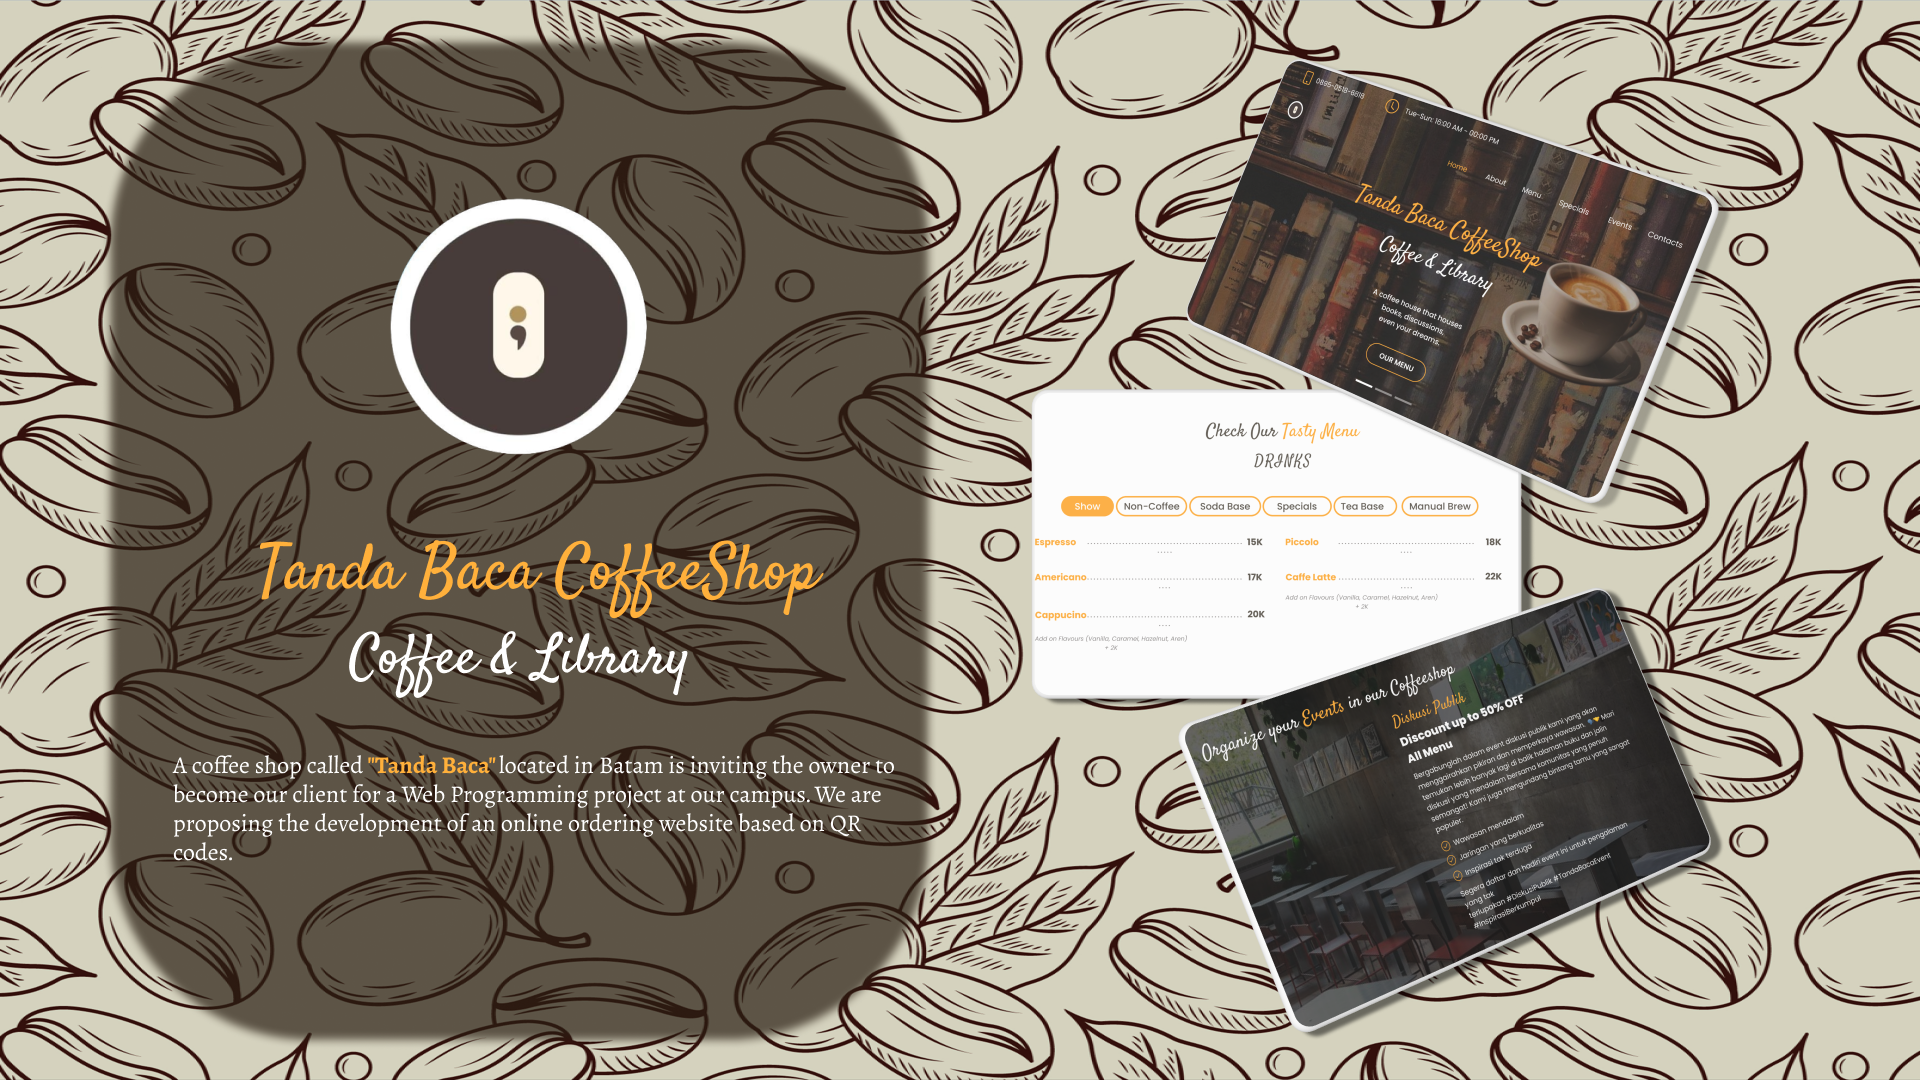 Tanda Baca CoffeeShop
Coffee & Library
A coffee shop called "Tanda Baca" located in Batam is inviting the owner to
become our client for a Web Programming project at our campus. We are
proposing the development of an online ordering website based on QR
codes.
0895-0518-6818
Tue-Sun: 16:00 AM - 00:00 PM
Home About Menu Specials Events Contacts
Tanda Baca CoffeeShop
Coffee & Library
A coffee house that houses
books, discussions,
even your dreams.
OUR MENU
Check Our Tasty Menu
DRINKS
Show Non-Coffee Soda Base Specials Tea Base Manual Brew
Espresso 15K
Americano 17K
Cappucino 20K
Add on Flavours (Vanilla, Caramel, Hazelnut, Aren)
+ 2K
Piccolo 18K
Caffe Latte 22K
Add on Flavours (Vanilla, Caramel, Hazelnut, Aren)
+ 2K
Organize your Events in our Coffeeshop
Diskusi Publik
Discount up to 50% OFF
All Menu
Bergabunglah dalam event diskusi publik kami yang akan
menggairahkan pikiran dan memperkaya wawasan. Mari
temukan lebih banyak lagi di balik halaman buku dan jalin
diskusi yang mendalam bersama komunitas yang penuh
semangat! Kami juga mengundang bintang tamu yang sangat
populer.
Wawasan mendalam
Jaringan yang berkualitas
Inspirasi tak terduga
Segera daftar dan hadiri event ini untuk pengalaman
yang tak
terlupakan #DiskusiPublik #TandaBacaEvent
#InspirasiBerkumpul